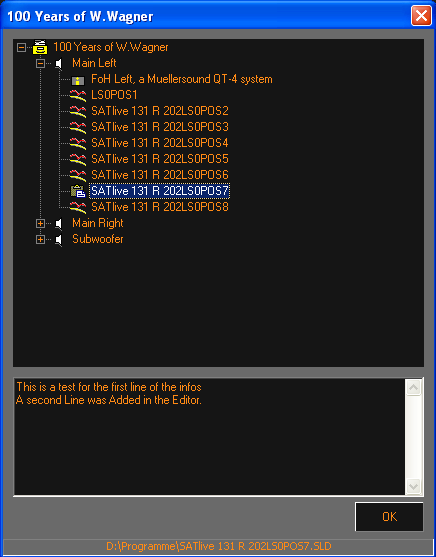 100 Years of W.Wagner
100 Years of W.Wagner
Main Left
FoH Left, a Muellersound QT-4 system
LS0POS1
SATlive 131 R 202LS0POS2
SATlive 131 R 202LS0POS3
SATlive 131 R 202LS0POS4
SATlive 131 R 202LS0POS5
SATlive 131 R 202LS0POS6
SATlive 131 R 202LS0POS7
SATlive 131 R 202LS0POS8
Main Right
Subwoofer
This is a test for the first line of the infos
A second Line was Added in the Editor.
OK
D:\Programme\SATlive 131 R 202LS0POS7.SLD